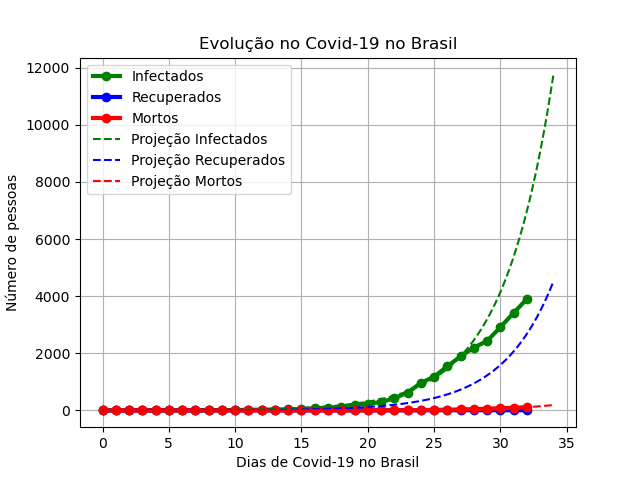 Evolução no Covid-19 no Brasil
Infectados
Recuperados
Mortos
Projeção Infectados
Projeção Recuperados
Projeção Mortos
Número de pessoas
12000
10000
8000
6000
4000
2000
0
0 5 10 15 20 25 30 35
Dias de Covid-19 no Brasil